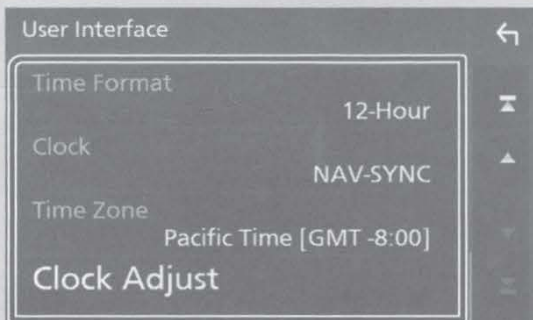 User Interface
Time Format
12-Hour
Clock
NAV-SYNC
Time Zone
Pacific Time [GMT -8:00]
Clock Adjust